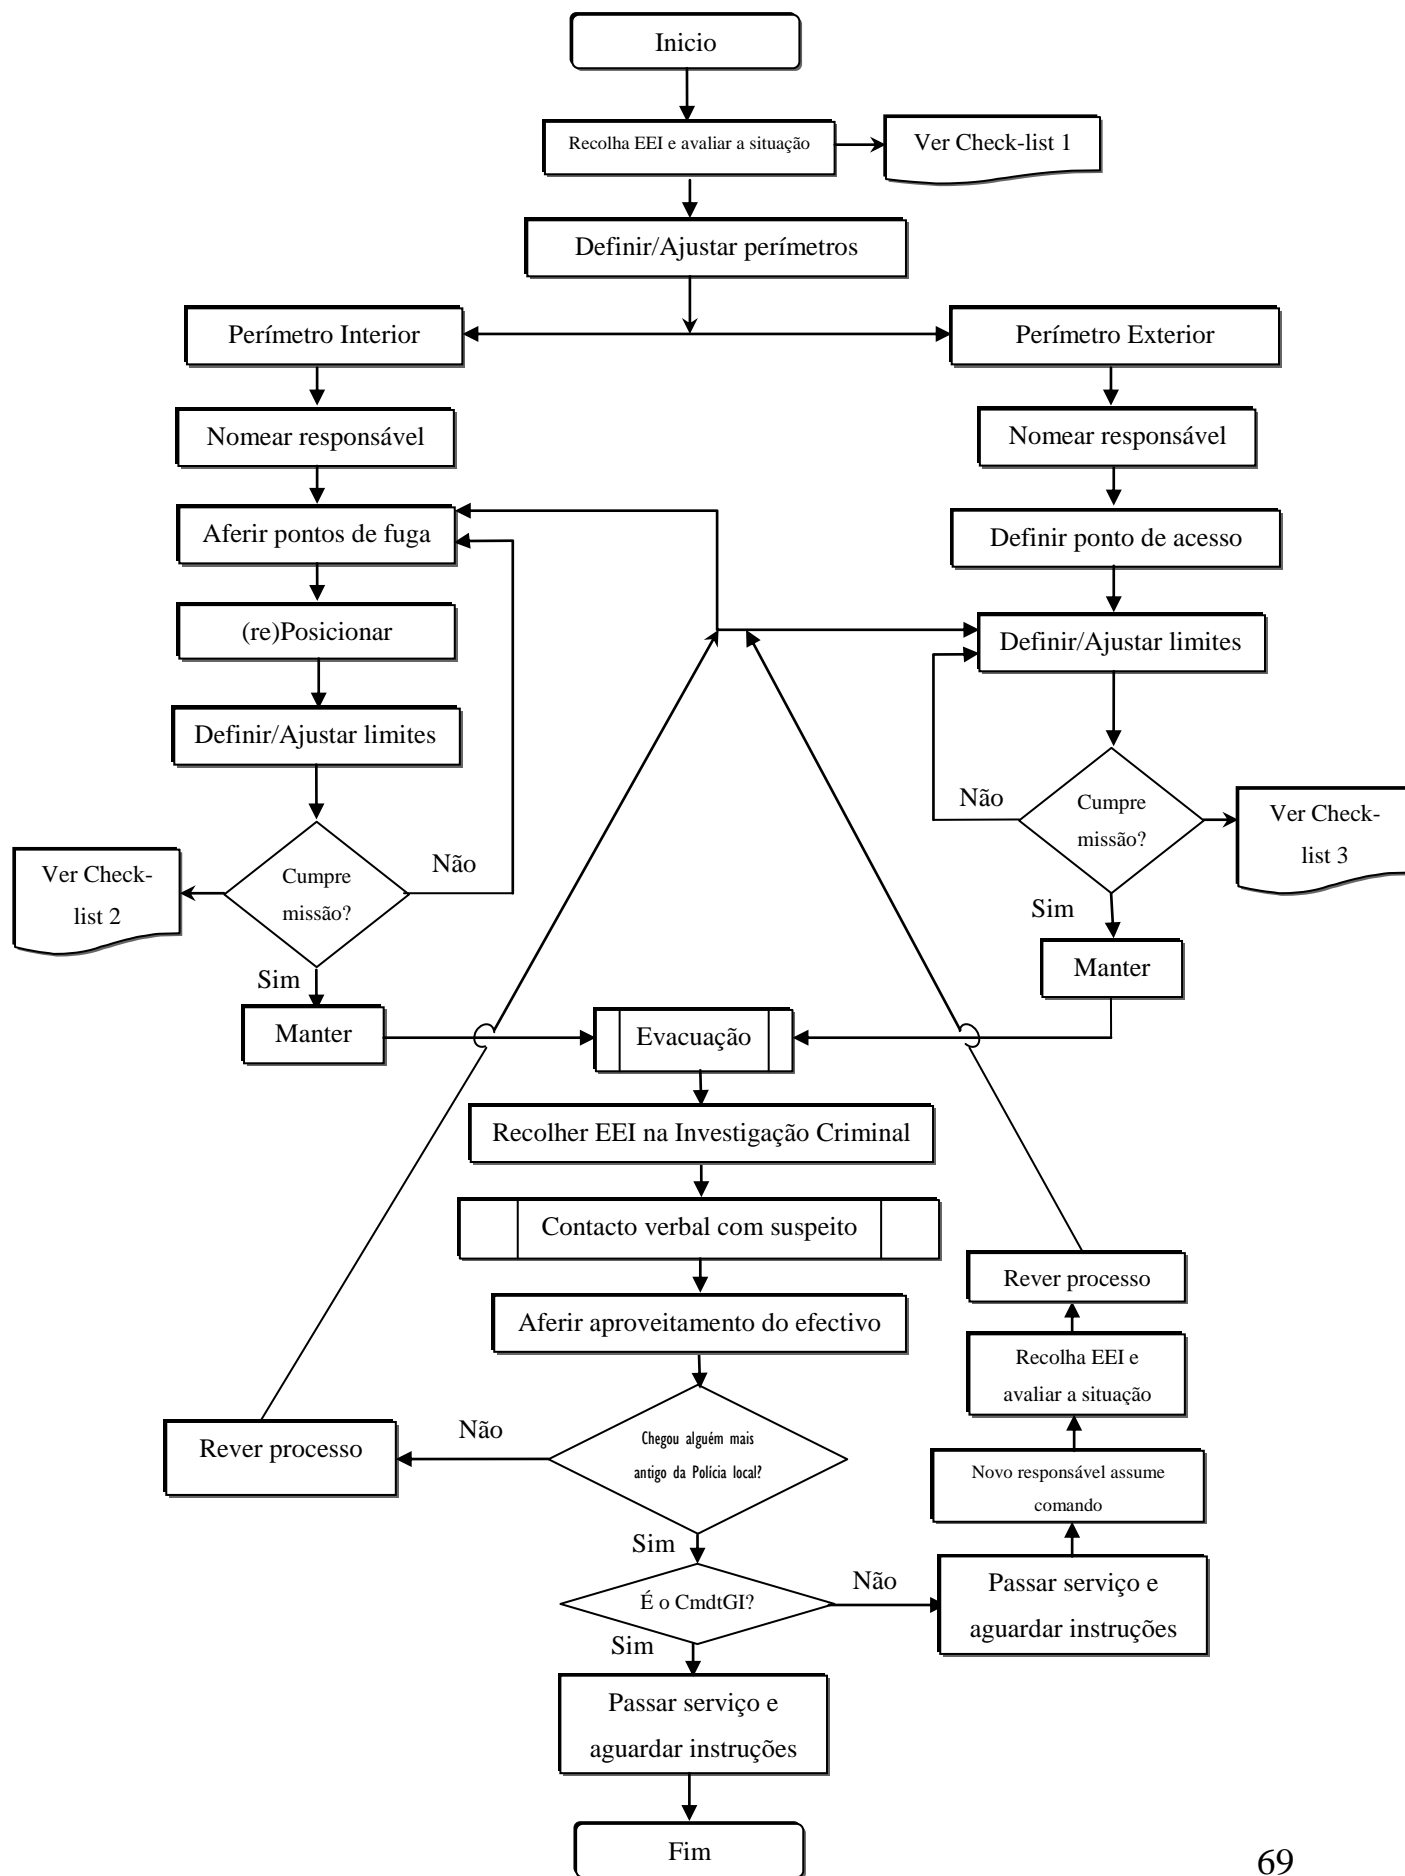 Inicio
Recolha EEI e avaliar a situação
Ver Check-list 1
Definir/Ajustar perímetros
Perímetro Interior
Perímetro Exterior
Nomear responsável
Nomear responsável
Aferir pontos de fuga
Definir ponto de acesso
(re)Posicionar
Definir/Ajustar limites
Definir/Ajustar limites
Não
Cumpre
missão?
Ver Check-
list 3
Ver Check-
list 2
Cumpre
missão?
Não
Sim
Sim
Manter
Manter
Evacuação
Recolher EEI na Investigação Criminal
Contacto verbal com suspeito
Aferir aproveitamento do efectivo
Rever processo
Recolha EEI e
avaliar a situação
Rever processo
Não
Chegou alguém mais
antigo da Polícia local?
Novo responsável assume
comando
Sim
É o CmdtGI?
Não
Passar serviço e
aguardar instruções
Sim
Passar serviço e
aguardar instruções
Fim
69